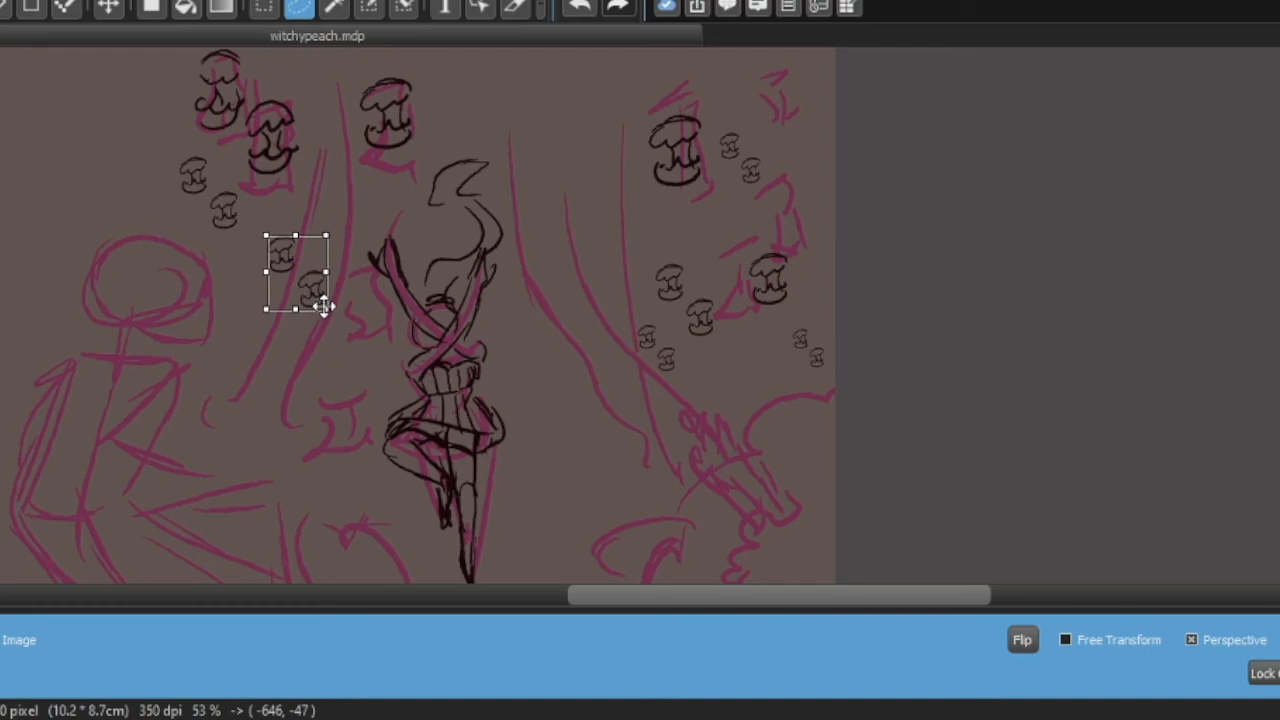 witchypeach.mdp
Image
Flip
Free Transform
Perspective
Lock
0 pixel (10.2 * 8.7cm) 350 dpi 53 % -> ( -646, -47 )